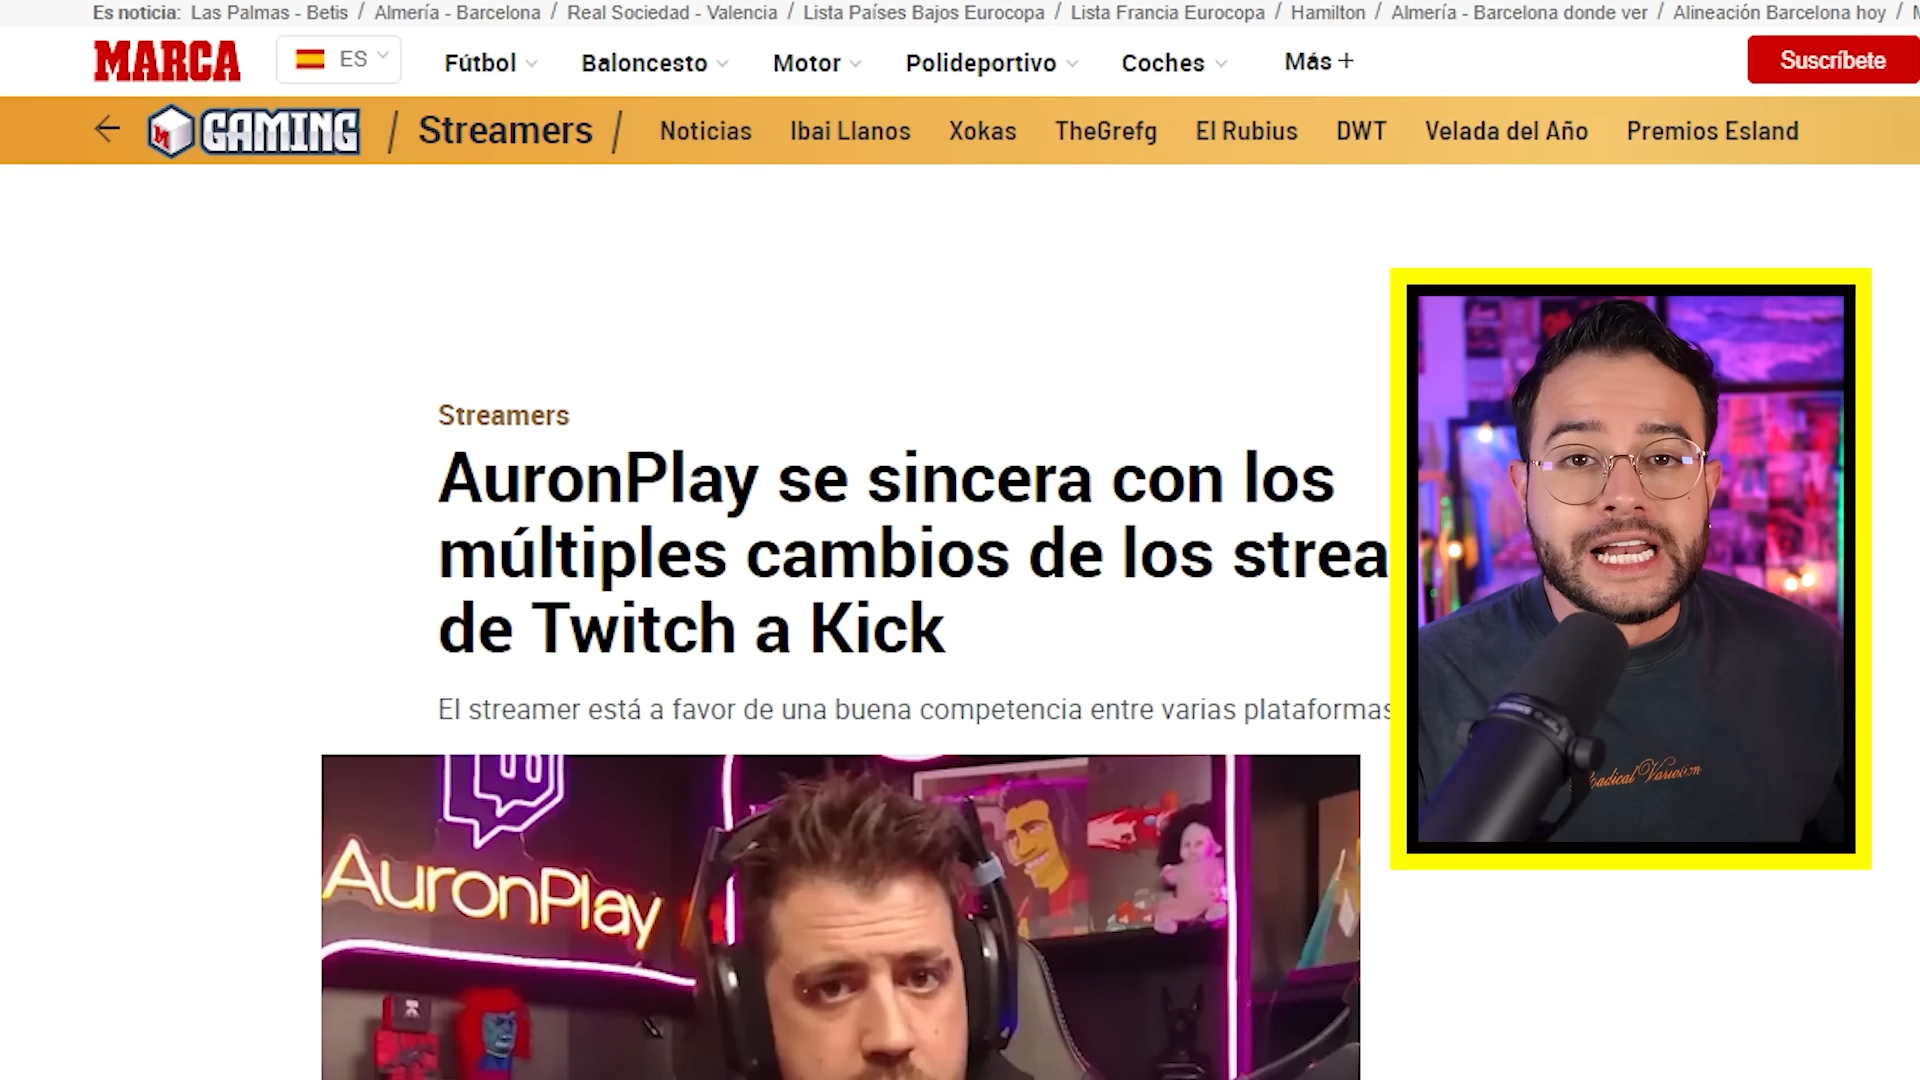 Es noticia: Las Palmas - Betis / Almería - Barcelona / Real Sociedad - Valencia / Lista Países Bajos Eurocopa / Lista Francia Eurocopa / Hamilton / Almería - Barcelona donde ver / Alineación Barcelona hoy /
MARCA ES Fútbol Baloncesto Motor Polideportivo Coches Más + Suscríbete
GAMING / Streamers / Noticias Ibai Llanos Xokas TheGrefg El Rubius DWT Velada del Año Premios Esland
Streamers
AuronPlay se sincera con los
múltiples cambios de los strea
de Twitch a Kick
El streamer está a favor de una buena competencia entre varias plataformas
AuronPlay